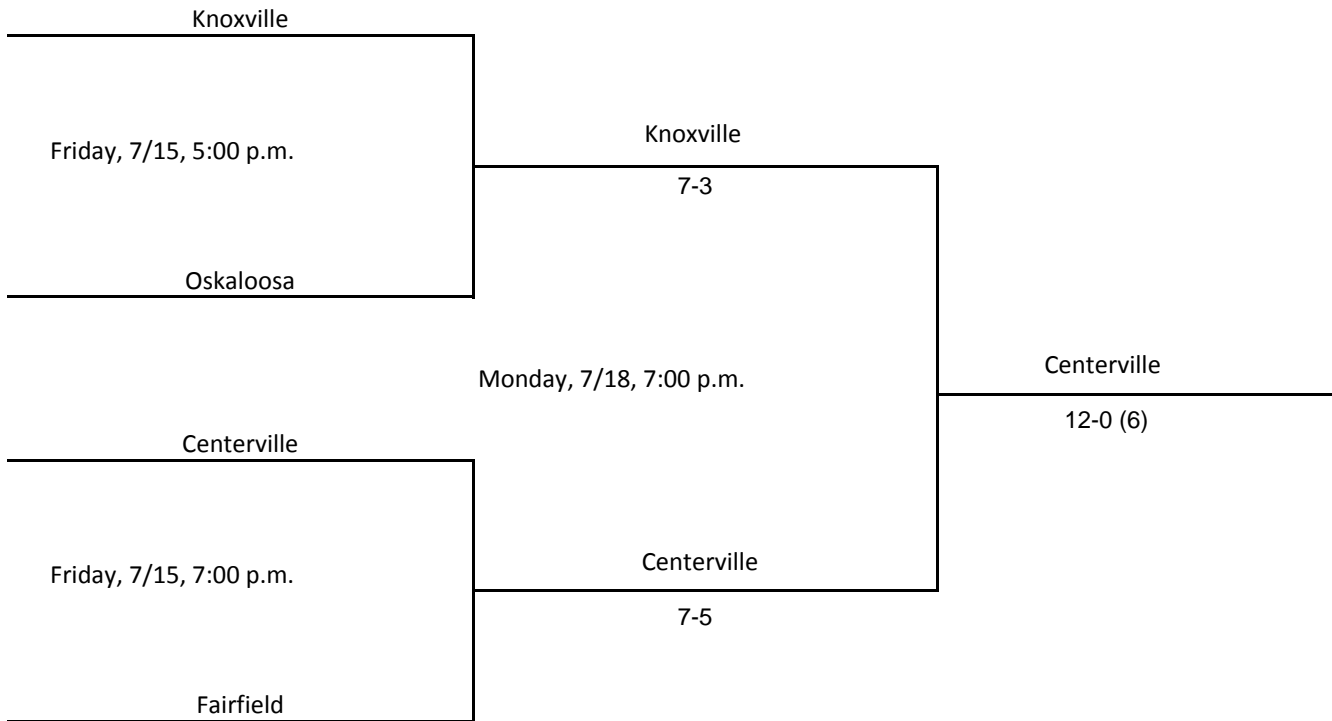 Knoxville
Friday, 7/15, 5:00 p.m.
Knoxville
7-3
Oskaloosa
Monday, 7/18, 7:00 p.m.
Centerville
12-0 (6)
Centerville
Friday, 7/15, 7:00 p.m.
Centerville
7-5
Fairfield